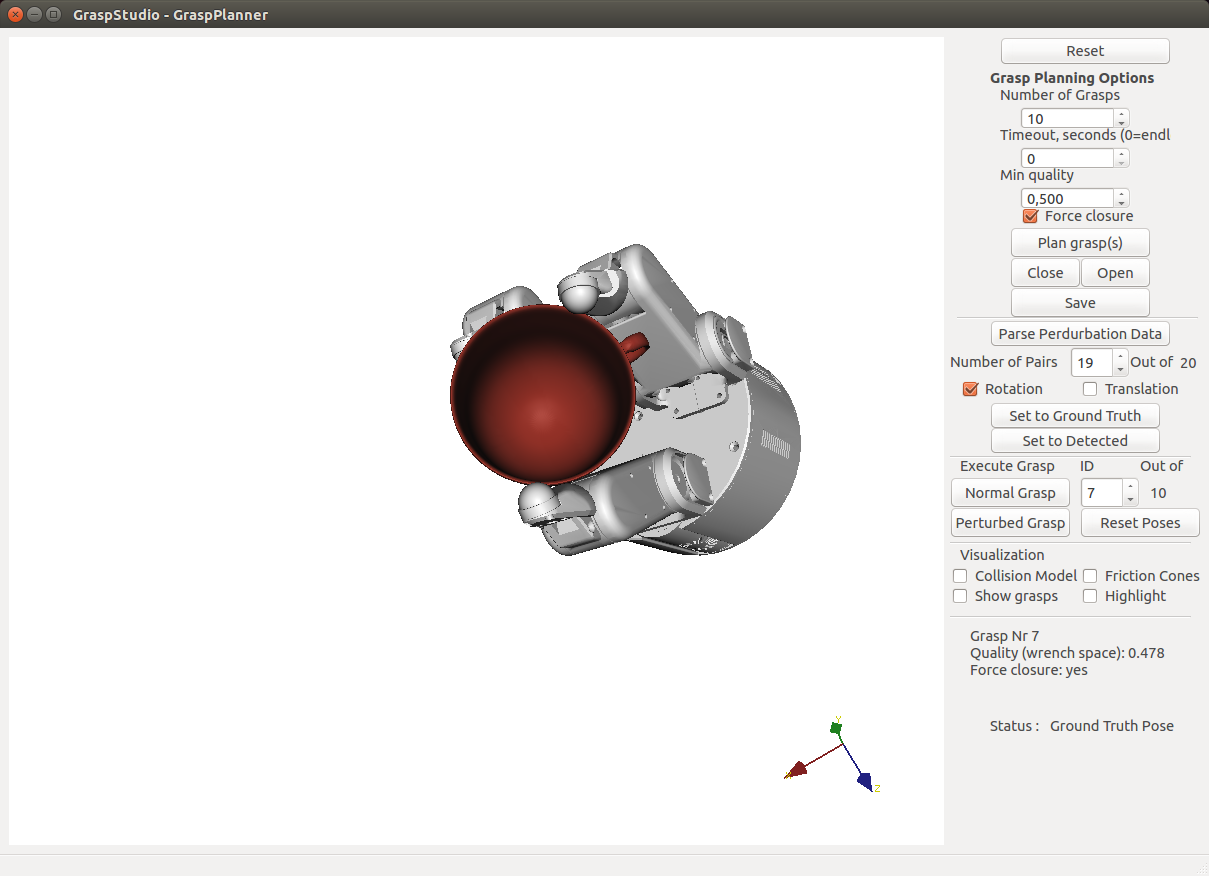 GraspStudio - GraspPlanner
Reset
Grasp Planning Options
Number of Grasps
10
Timeout, seconds (0=endl
0
Min quality
0,500
Force closure
Plan grasp(s)
Close Open
Save
Parse Perdurbation Data
Number of Pairs 19 Out of 20
Rotation Translation
Set to Ground Truth
Set to Detected
Execute Grasp ID Out of
Normal Grasp 7 10
Perturbed Grasp Reset Poses
Visualization
Collision Model Friction Cones
Show grasps Highlight
Grasp Nr 7
Quality (wrench space): 0.478
Force closure: yes
Status : Ground Truth Pose
Y
X
Z